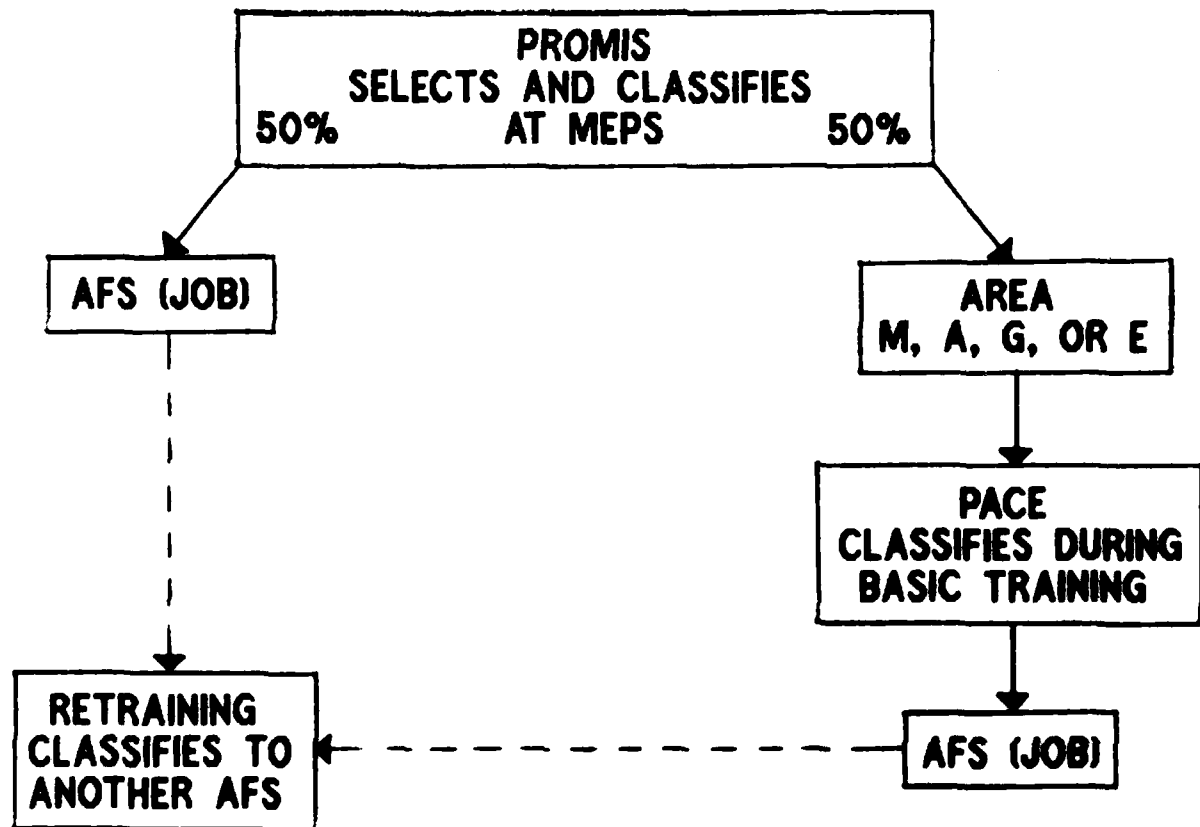 PROMIS
SELECTS AND CLASSIFIES
50% AT MEPS 50%
AFS (JOB)
AREA
M, A, G, OR E
PACE
CLASSIFIES DURING
BASIC TRAINING
RETRAINING
CLASSIFIES TO
ANOTHER AFS
AFS (JOB)